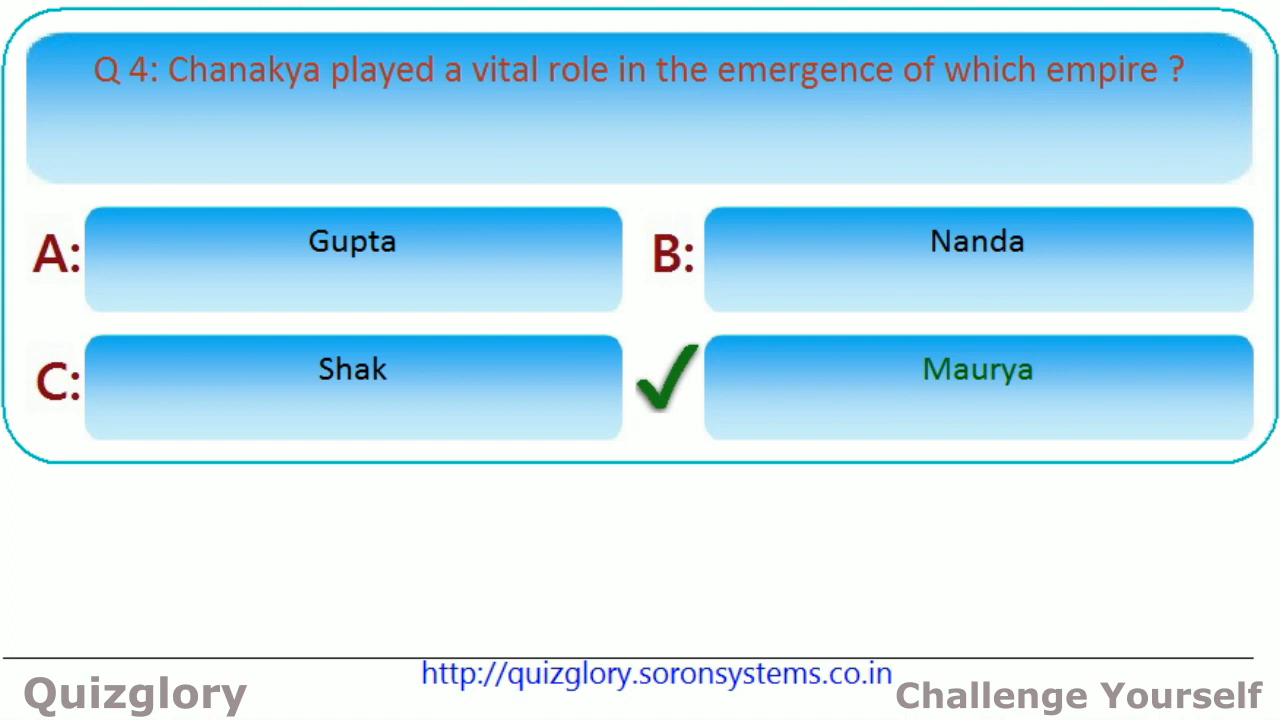 Q 4: Chanakya played a vital role in the emergence of which empire ?
A: Gupta
B: Nanda
C: Shak
Maurya
http://quizglory.soronsystems.co.in
Quizglory
Challenge Yourself